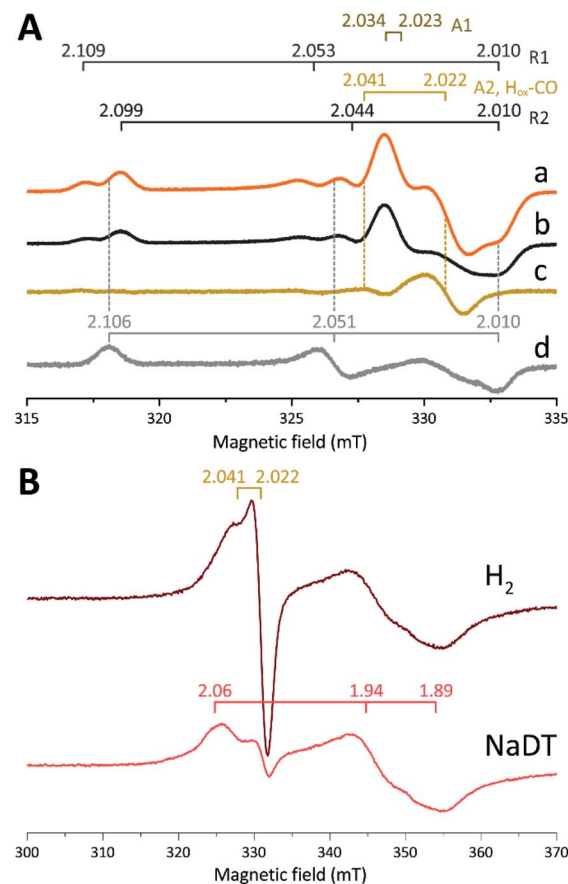 A
2.034 2.023 A1
2.109 2.053 2.010 R1
2.041 2.022 A2, Hox-CO
2.099 2.044 2.010 R2
a
b
c
2.106 2.051 2.010
d
315 320 325 330 335
Magnetic field (mT)
B
2.041 2.022
H2
2.06 1.94 1.89
NaDT
300 310 320 330 340 350 360 370
Magnetic field (mT)